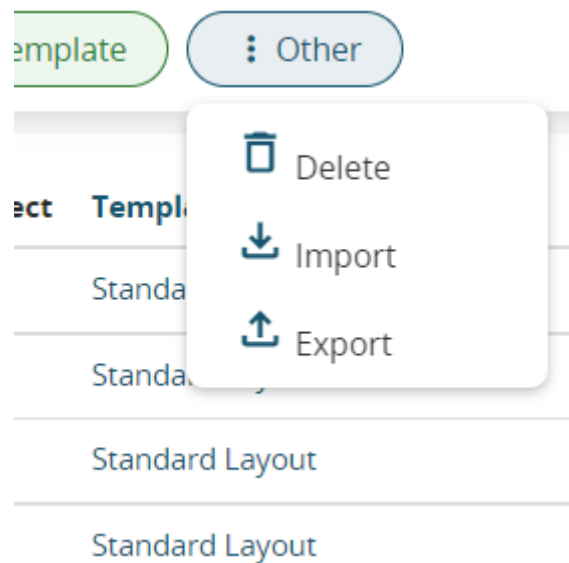 emplate
Other
Delete
Import
Export
ect Templ
Standa
Standa
Standard Layout
Standard Layout